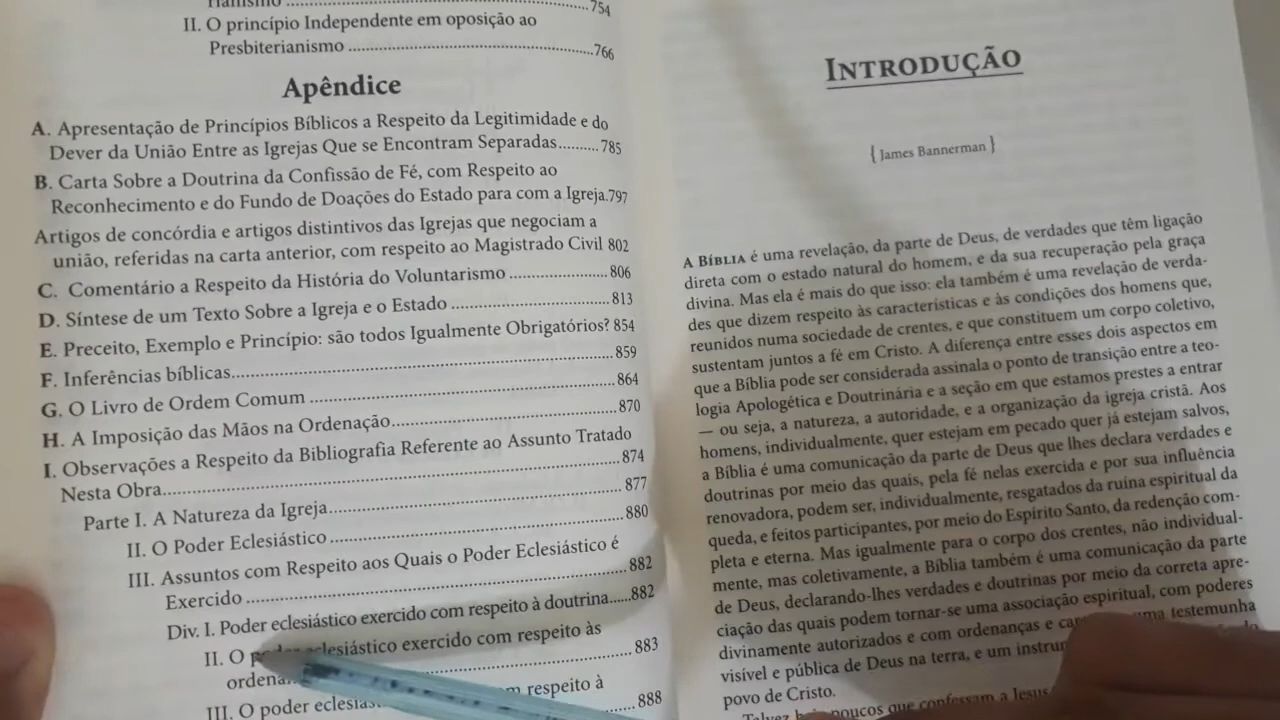 II. O princípio Independente em oposição ao
Presbiterianismo ..........766
Apêndice
A. Apresentação de Princípios Bíblicos a Respeito da Legitimidade e do
Dever da União Entre as Igrejas Que se Encontram Separadas..........785
B. Carta Sobre a Doutrina da Confissão de Fé, com Respeito ao
Reconhecimento e do Fundo de Doações do Estado para com a Igreja.797
Artigos de concórdia e artigos distintivos das Igrejas que negociam a
união, referidas na carta anterior, com respeito ao Magistrado Civil 802
C. Comentário a Respeito da História do Voluntarismo ..........806
D. Síntese de um Texto Sobre a Igreja e o Estado ..........813
E. Preceito, Exemplo e Princípio: são todos Igualmente Obrigatórios? 854
F. Inferências bíblicas..........859
G. O Livro de Ordem Comum ..........864
H. A Imposição das Mãos na Ordenação..........870
I. Observações a Respeito da Bibliografia Referente ao Assunto Tratado
Nesta Obra..........874
Parte I. A Natureza da Igreja..........877
II. O Poder Eclesiástico ..........880
III. Assuntos com Respeito aos Quais o Poder Eclesiástico é
Exercido ..........882
Div. I. Poder eclesiástico exercido com respeito à doutrina.....882
II. O poder eclesiástico exercido com respeito às
..........883
III. O poder respeito à
..........888
INTRODUÇÃO
{ James Bannerman }
A BÍBLIA é uma revelação, da parte de Deus, de verdades que têm ligação
direta com o estado natural do homem, e da sua recuperação pela graça
divina. Mas ela é mais do que isso: ela também é uma revelação de verda-
des que dizem respeito às características e às condições dos homens que,
reunidos numa sociedade de crentes, e que constituem um corpo coletivo,
sustentam juntos a fé em Cristo. A diferença entre esses dois aspectos em
que a Bíblia pode ser considerada assinala o ponto de transição entre a teo-
logia Apologética e Doutrinária e a seção em que estamos prestes a entrar
— ou seja, a natureza, a autoridade, e a organização da igreja cristã. Aos
homens, individualmente, quer estejam em pecado quer já estejam salvos,
a Bíblia é uma comunicação da parte de Deus que lhes declara verdades e
doutrinas por meio das quais, pela fé nelas exercida e por sua influência
renovadora, podem ser, individualmente, resgatados da ruína espiritual da
queda, e feitos participantes, por meio do Espírito Santo, da redenção com-
pleta e eterna. Mas igualmente para o corpo dos crentes, não individual-
mente, mas coletivamente, a Bíblia também é uma comunicação da parte
de Deus, declarando-lhes verdades e doutrinas por meio da correta apre-
ciação das quais podem tornar-se uma associação espiritual, com poderes
divinamente autorizados e com ordenanças e uma testemunha
visível e pública de Deus na terra, e um
povo de Cristo.
Talvez poucos que confessam a Jesus